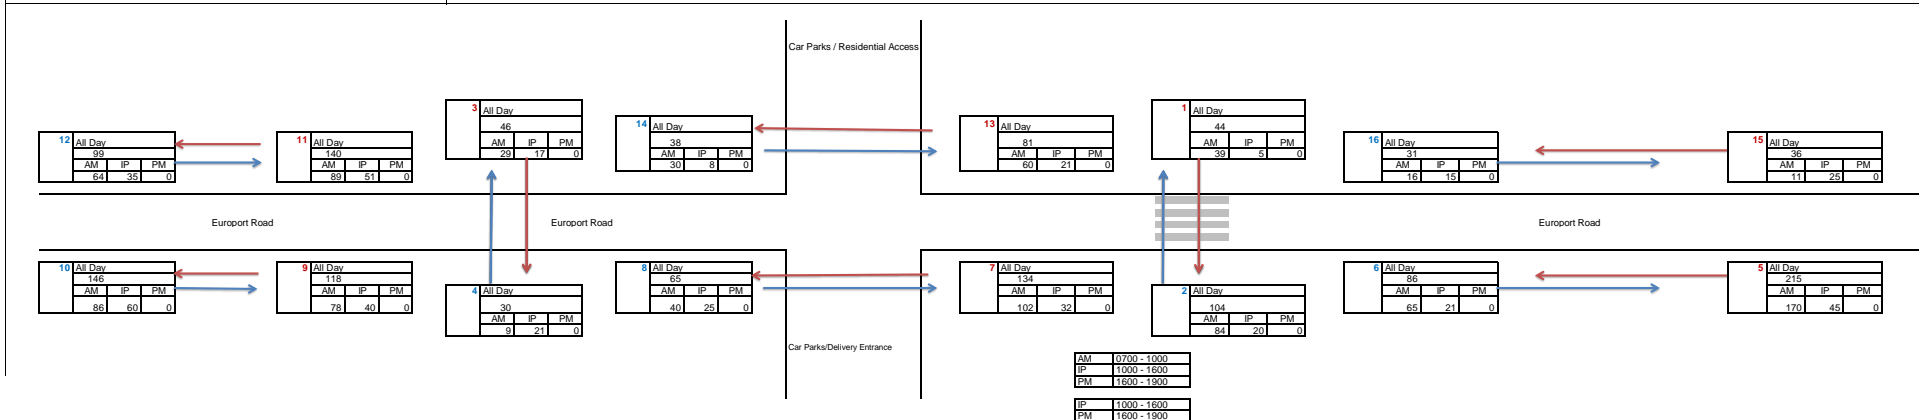 Car Parks / Residential Access
3 All Day
46
AM IP PM
29 17 0
1 All Day
44
AM IP PM
39 5 0
14 All Day
38
AM IP PM
30 8 0
13 All Day
81
AM IP PM
60 21 0
12 All Day
99
AM IP PM
64 35 0
11 All Day
140
AM IP PM
89 51 0
16 All Day
31
AM IP PM
16 15 0
15 All Day
36
AM IP PM
11 25 0
Europort Road
Europort Road
Europort Road
10 All Day
146
AM IP PM
86 60 0
9 All Day
118
AM IP PM
78 40 0
8 All Day
65
AM IP PM
40 25 0
7 All Day
134
AM IP PM
102 32 0
6 All Day
86
AM IP PM
65 21 0
5 All Day
215
AM IP PM
170 45 0
4 All Day
30
AM IP PM
9 21 0
2 All Day
104
AM IP PM
84 20 0
Car Parks/Delivery Entrance
AM 0700 - 1000
IP 1000 - 1600
PM 1600 - 1900
IP 1000 - 1600
PM 1600 - 1900